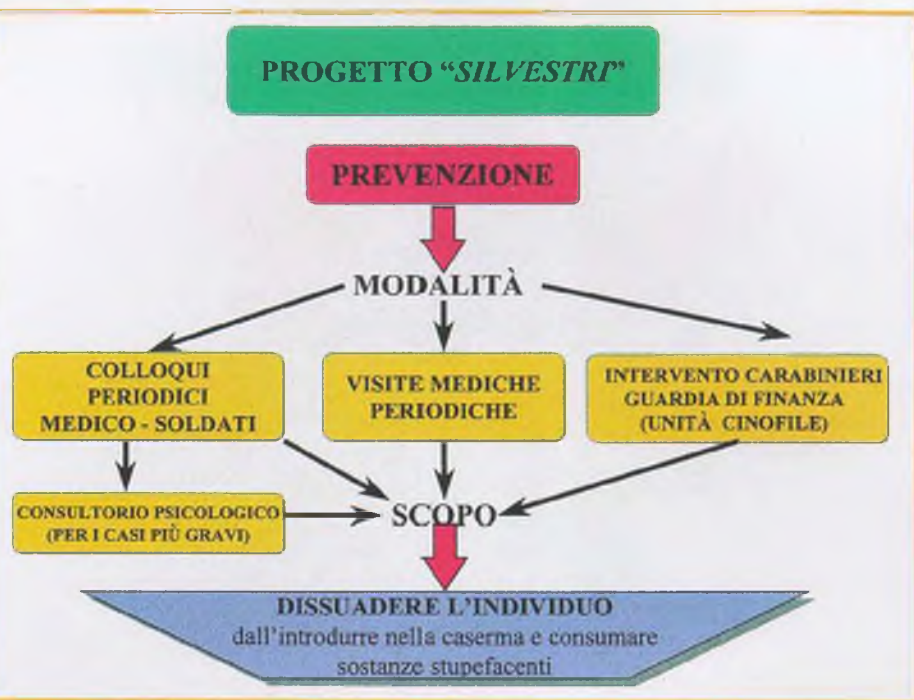 PROGETTO “SILVESTRI”
PREVENZIONE
MODALITÀ
COLLOQUI
PERIODICI
MEDICO - SOLDATI
VISITE MEDICHE
PERIODICHE
INTERVENTO CARABINIERI
GUARDIA DI FINANZA
(UNITÀ CINOFILE)
CONSULTORIO PSICOLOGICO
(PER I CASI PIÙ GRAVI)
SCOPO
DISSUADERE L'INDIVIDUO
dall'introdurre nella caserma e consumare
sostanze stupefacenti